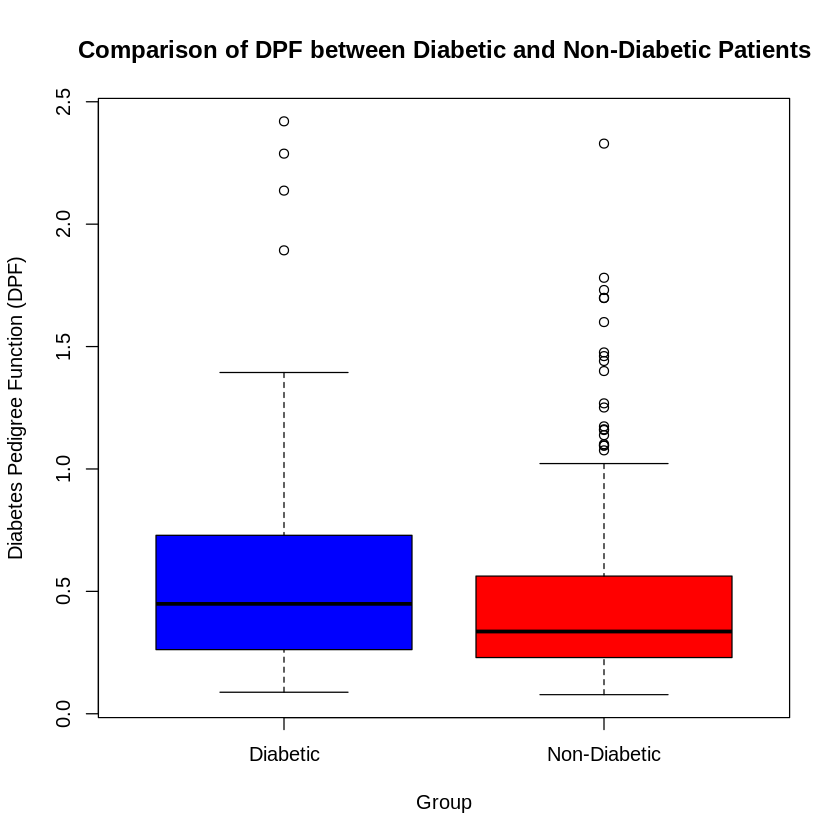 Comparison of DPF between Diabetic and Non-Diabetic Patients
Diabetes Pedigree Function (DPF)
2.5
2.0
1.5
1.0
0.5
0.0
Diabetic
Non-Diabetic
Group